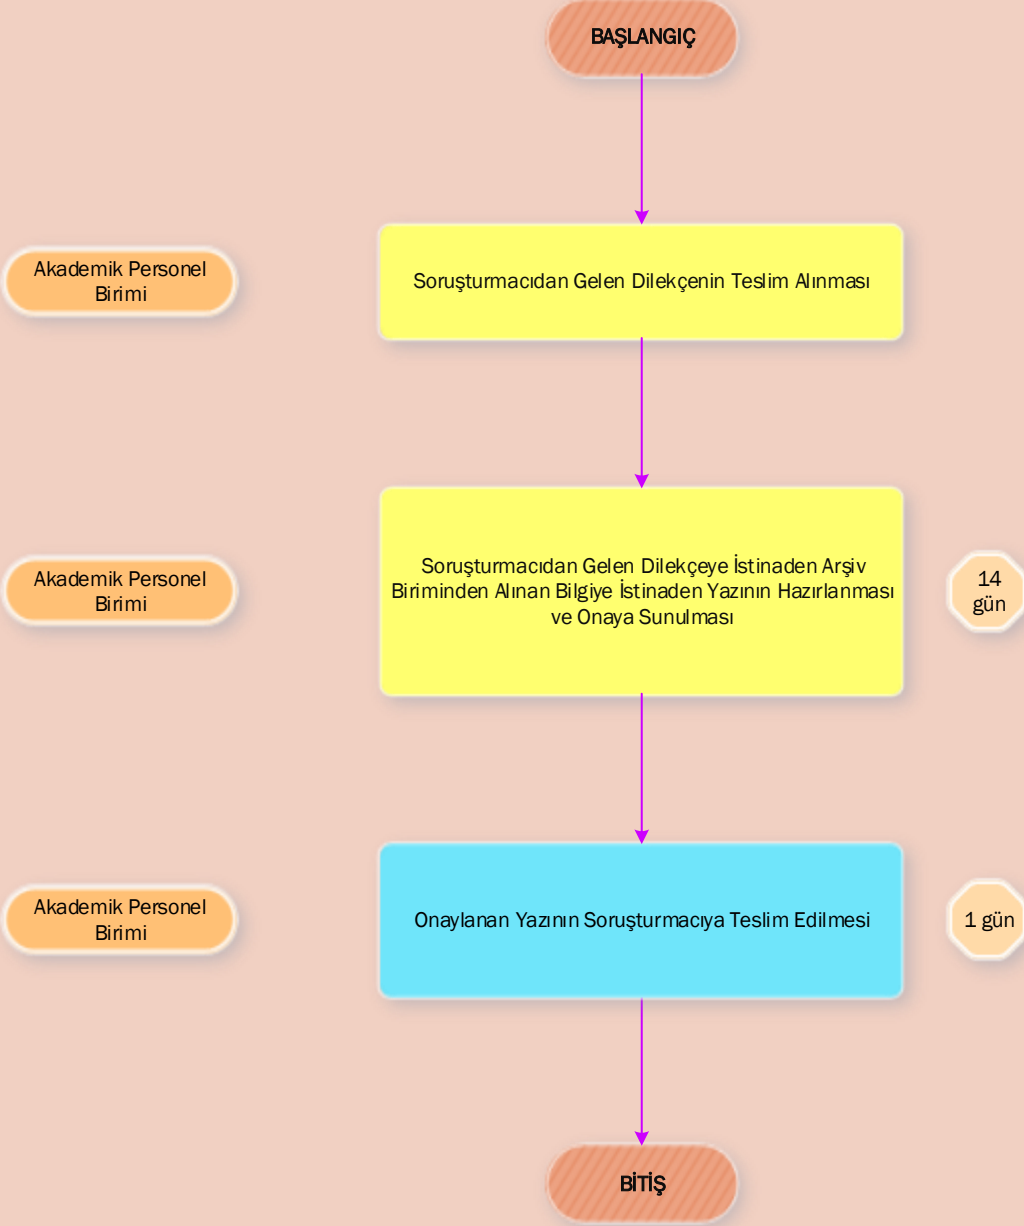 BAŞLANGIÇ
Akademik Personel
Birimi
Soruşturmacıdan Gelen Dilekçenin Teslim Alınması
Akademik Personel
Birimi
Soruşturmacıdan Gelen Dilekçeye İstinaden Arşiv
Biriminden Alınan Bilgiye İstinaden Yazının Hazırlanması
ve Onaya Sunulması
14
gün
Akademik Personel
Birimi
Onaylanan Yazının Soruşturmacıya Teslim Edilmesi
1 gün
BİTİŞ